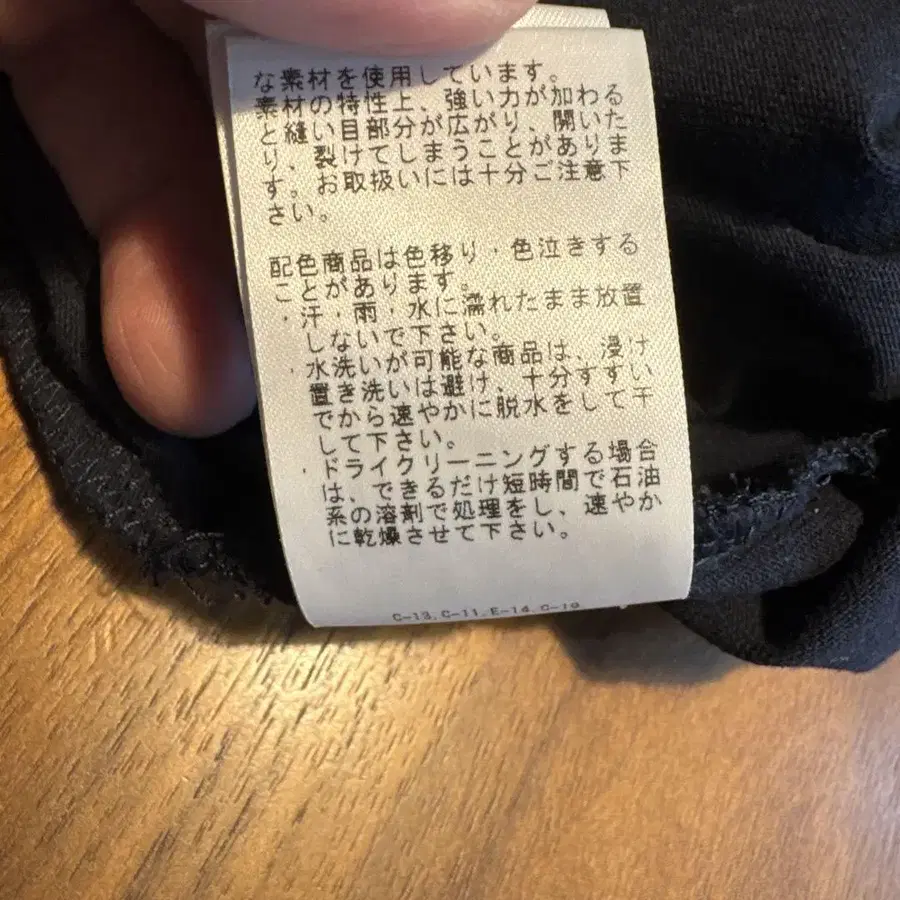 な素材を使用しています。
素材の特性上、強い力が加わる
と縫い目部分が広がり、開いた
り、裂けてしまうことがありま
す。お取扱いには十分ご注意下
さい。
配色商品は色移り・色泣きする
ことがあります。
・汗・雨・水に濡れたまま放置
しないで下さい。
・水洗いが可能な商品は、浸け
置き洗いは避け、十分すすい
でから速やかに脱水をして干
して下さい。
・ドライクリーニングする場合
は、できるだけ短時間で石油
系の溶剤で処理をし、速やか
に乾燥させて下さい。
C-13, C-11, E-14, C-19